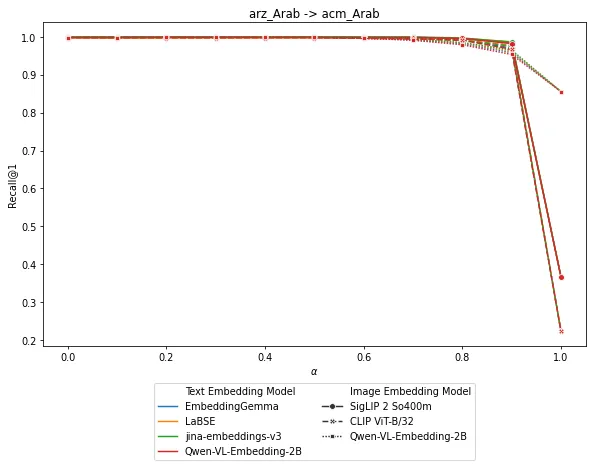 arz_Arab -> acm_Arab
1.0
0.9
0.8
0.7
0.6
0.5
0.4
0.3
0.2
Recall@1
0.0 0.2 0.4 0.6 0.8 1.0
α
Text Embedding Model
EmbeddingGemma
LaBSE
jina-embeddings-v3
Qwen-VL-Embedding-2B
Image Embedding Model
SigLIP 2 So400m
CLIP ViT-B/32
Qwen-VL-Embedding-2B